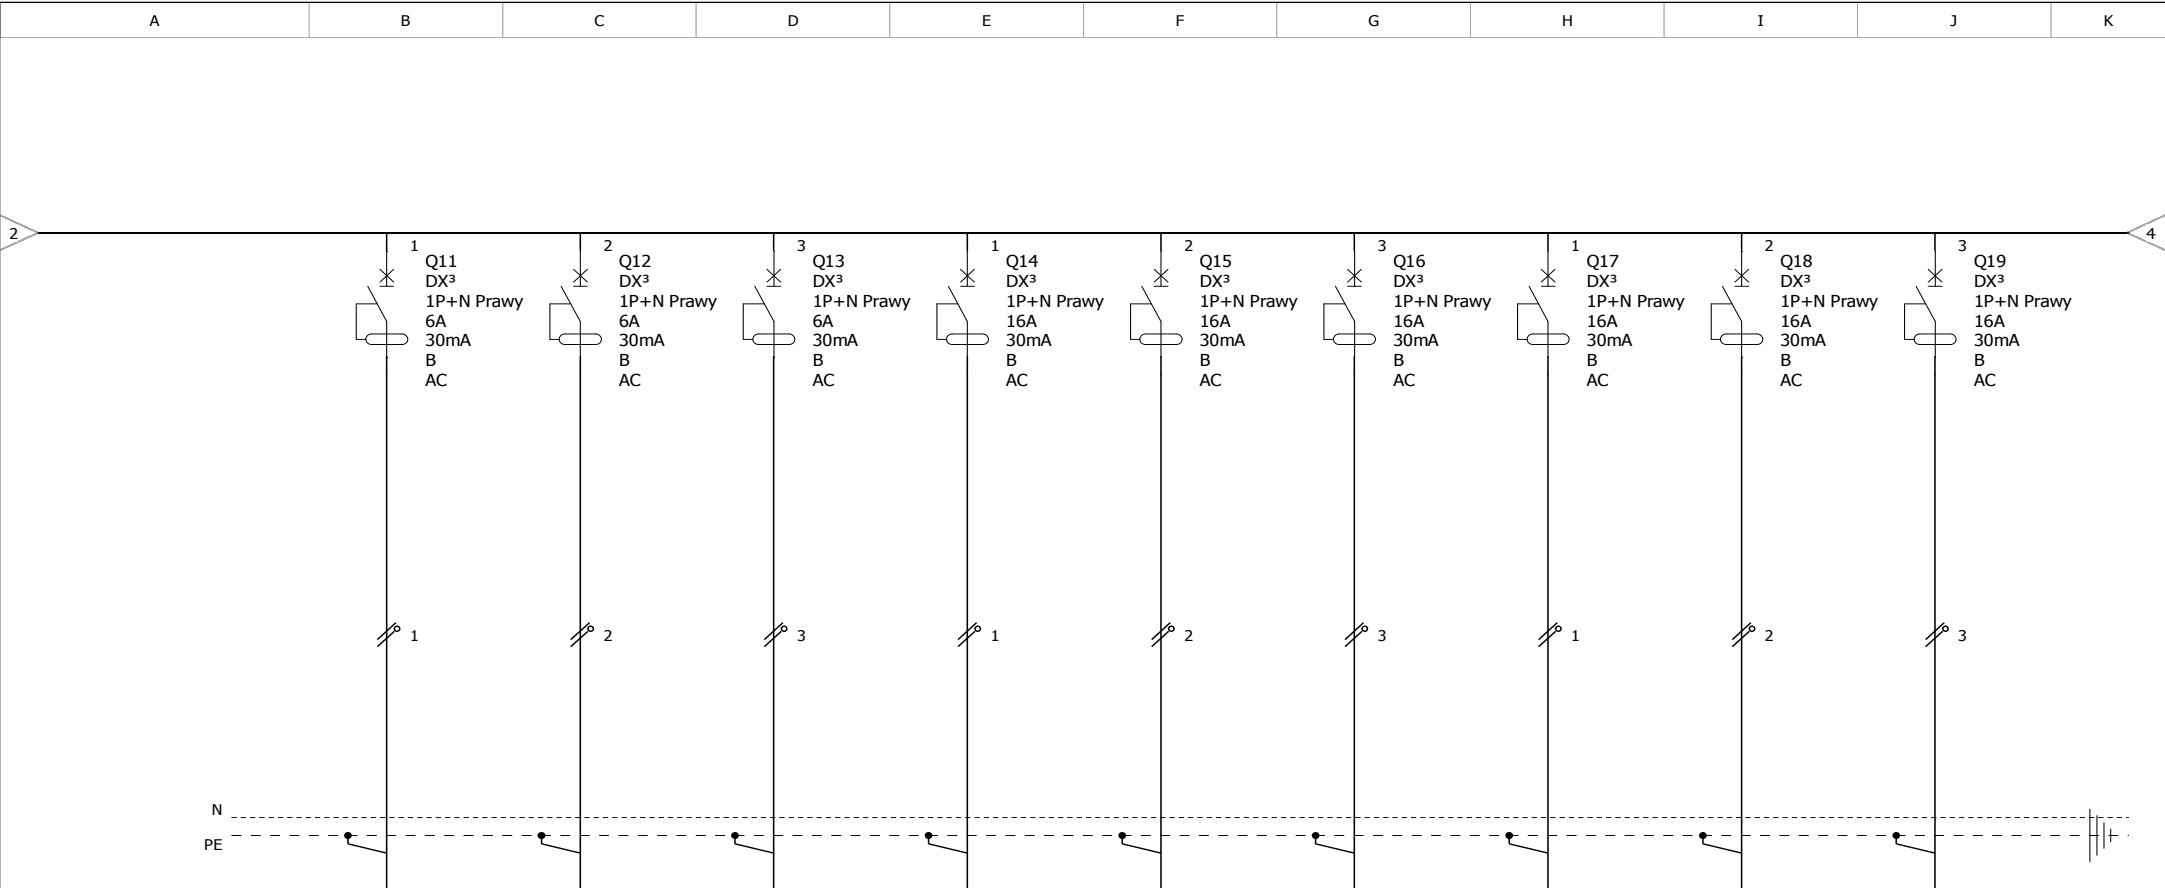 A B C D E F G H I J K
2
4
1 2 3 1 2 3 1 2 3
Q11 Q12 Q13 Q14 Q15 Q16 Q17 Q18 Q19
DX³ DX³ DX³ DX³ DX³ DX³ DX³ DX³ DX³
1P+N Prawy 1P+N Prawy 1P+N Prawy 1P+N Prawy 1P+N Prawy 1P+N Prawy 1P+N Prawy 1P+N Prawy 1P+N Prawy
6A 6A 6A 16A 16A 16A 16A 16A 16A
30mA 30mA 30mA 30mA 30mA 30mA 30mA 30mA 30mA
B B B B B B B B B
AC AC AC AC AC AC AC AC AC
1 2 3 1 2 3 1 2 3
N
PE